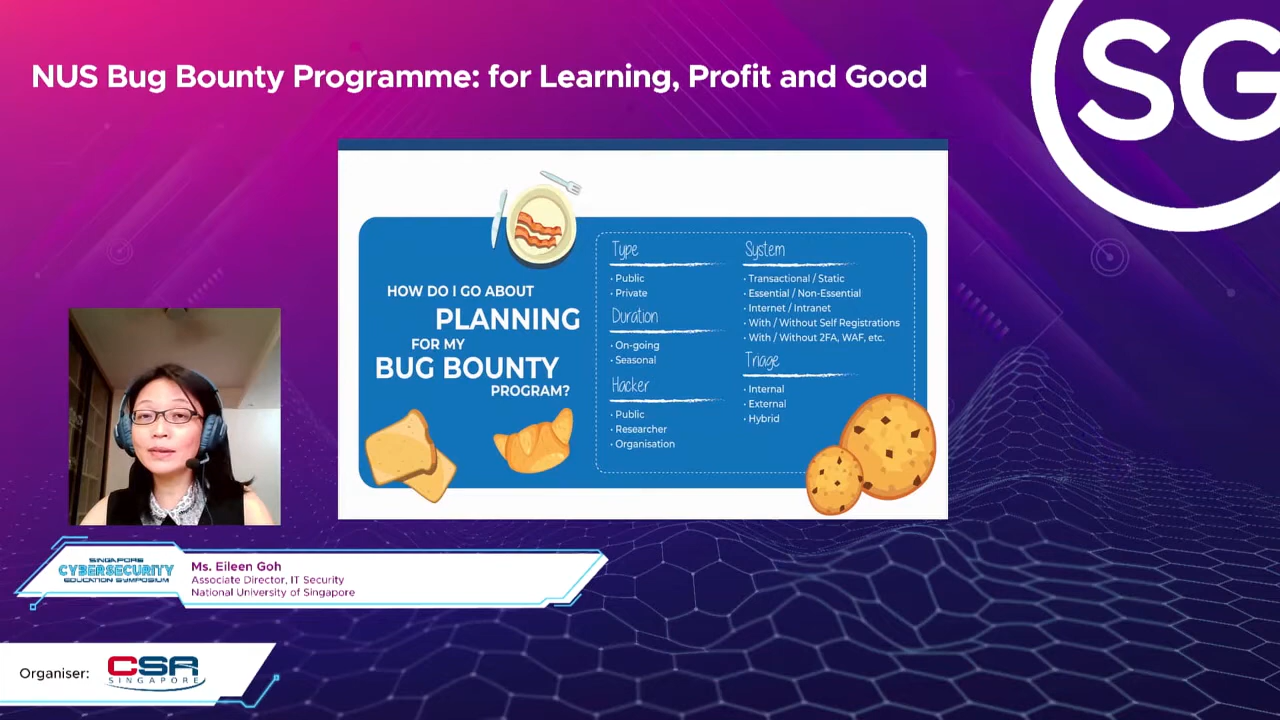 NUS Bug Bounty Programme: for Learning, Profit and Good
SG
HOW DO I GO ABOUT
PLANNING
FOR MY
BUG BOUNTY
PROGRAM?
Type
· Public
· Private
Duration
· On-going
· Seasonal
Hacker
· Public
· Researcher
· Organisation
System
· Transactional / Static
· Essential / Non-Essential
· Internet / Intranet
· With / Without Self Registrations
· With / Without 2FA, WAF, etc.
Triage
· Internal
· External
· Hybrid
SINGAPORE
CYBERSECURITY
EDUCATION SYMPOSIUM
Ms. Eileen Goh
Associate Director, IT Security
National University of Singapore
Organiser:
CSA
SINGAPORE